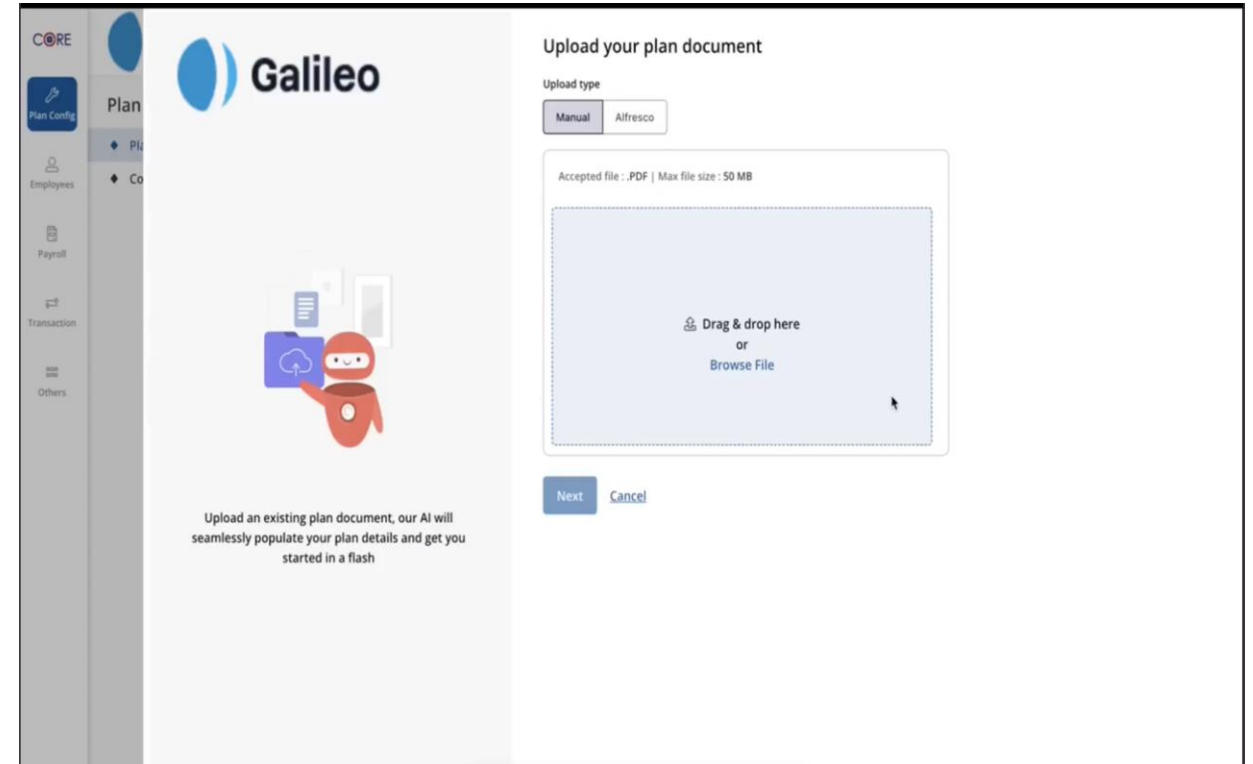 CORE
Plan Config
Employees
Payroll
Transaction
Others
Plan
Galileo
Upload an existing plan document, our AI will
seamlessly populate your plan details and get you
started in a flash
Upload your plan document
Upload type
Manual
Alfresco
Accepted file : .PDF | Max file size : 50 MB
Drag & drop here
or
Browse File
Next
Cancel